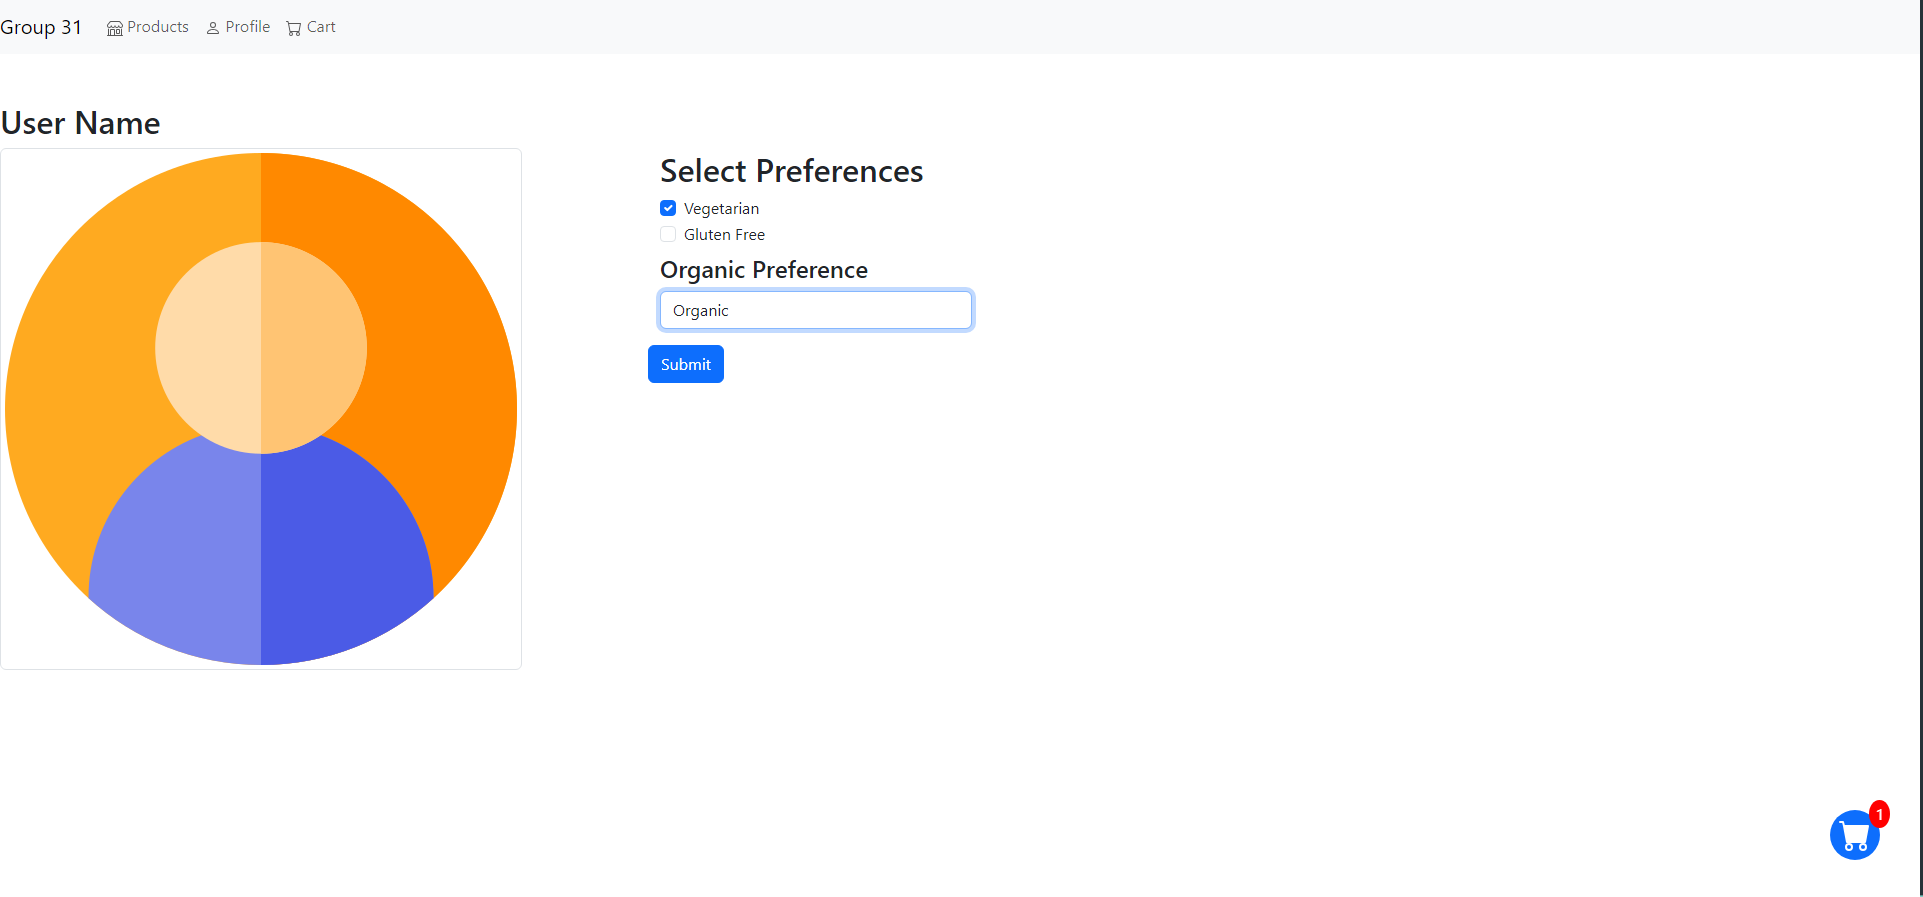 Group 31 Products Profile Cart
User Name
Select Preferences
Vegetarian
Gluten Free
Organic Preference
Organic
Submit
1